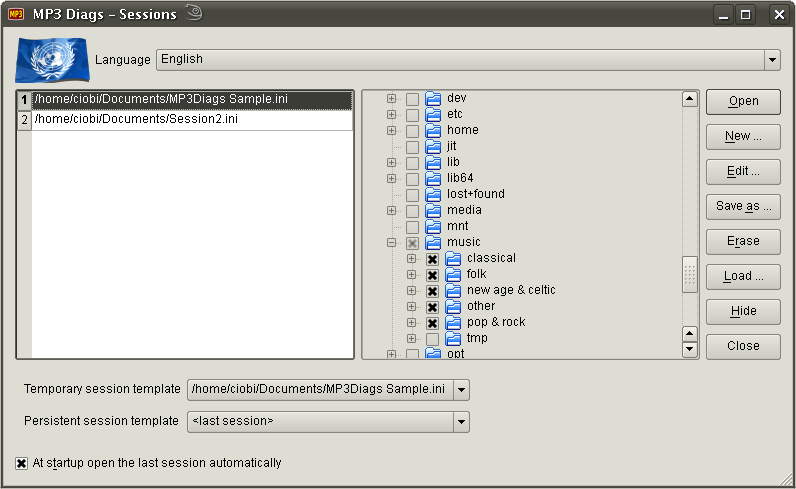 MP3 MP3 Diags - Sessions
Language English
1 /home/ciobi/Documents/MP3Diags Sample.ini
2 /home/ciobi/Documents/Session2.ini
dev
etc
home
jit
lib
lib64
lost+found
media
mnt
music
classical
folk
new age & celtic
other
pop & rock
tmp
opt
Open
New ...
Edit ...
Save as ...
Erase
Load ...
Hide
Close
Temporary session template /home/ciobi/Documents/MP3Diags Sample.ini
Persistent session template <last session>
At startup open the last session automatically